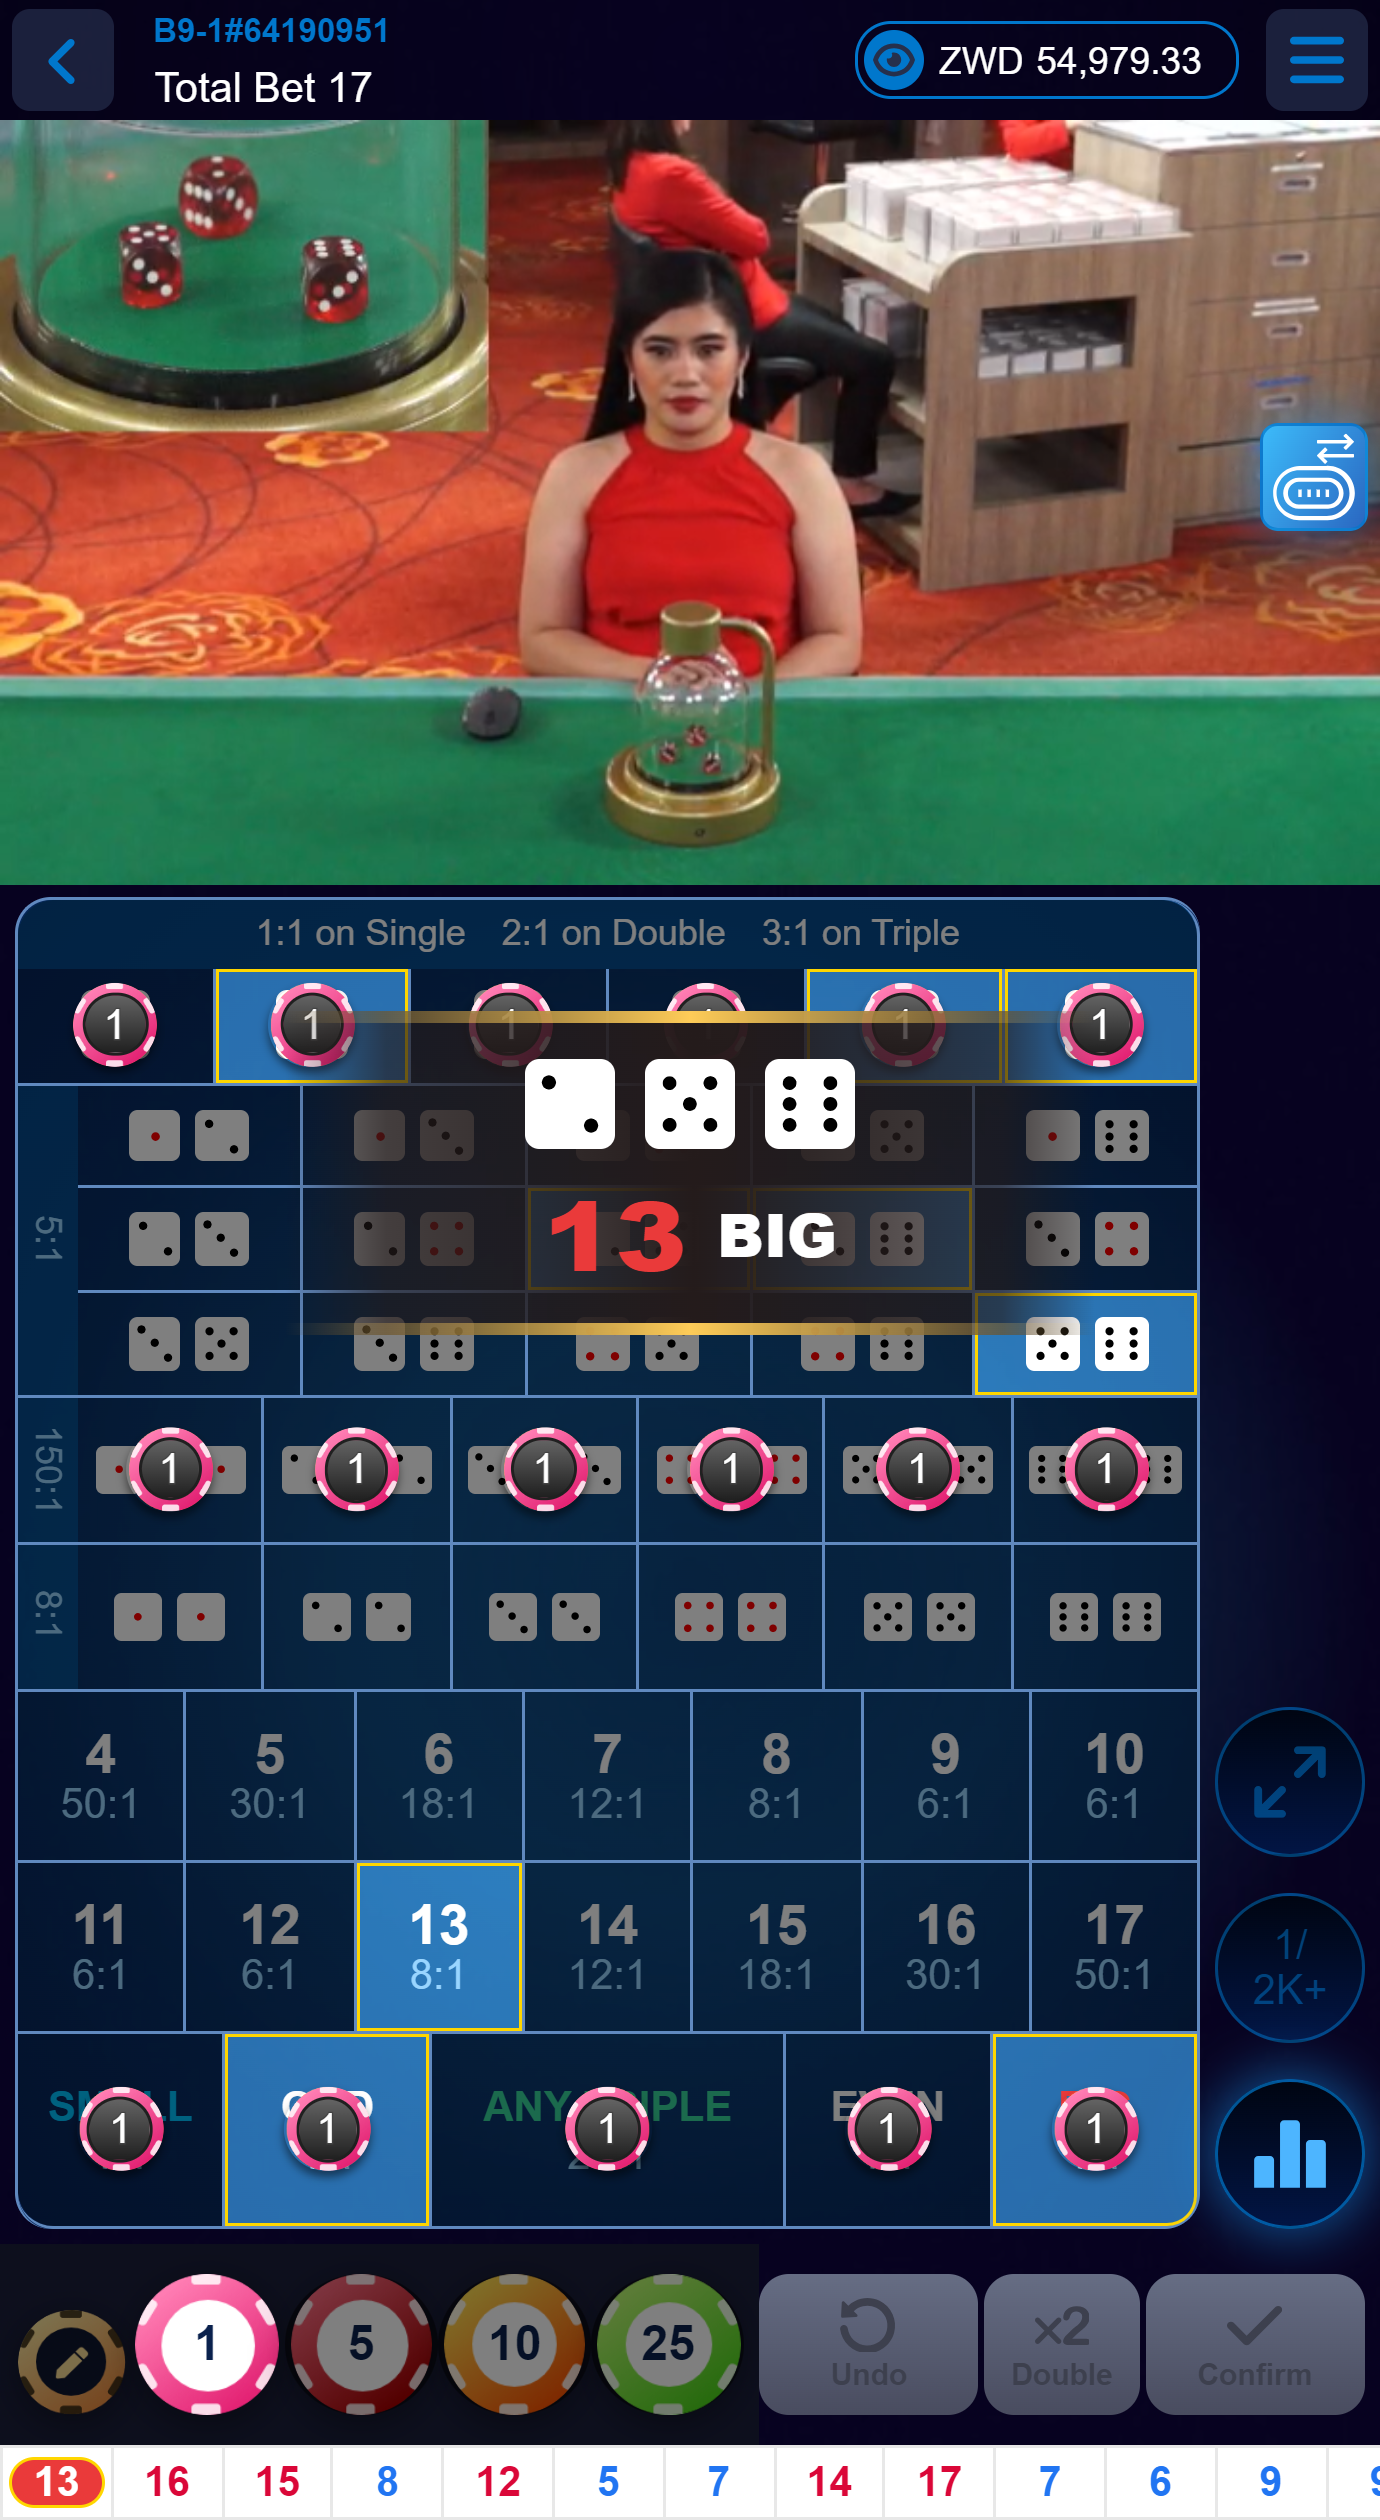 B9-1#64190951
Total Bet 17
ZWD 54,979.33
1:1 on Single 2:1 on Double 3:1 on Triple
1 1 1 1 1
13 BIG
5:1
150:1
1 1 1 1 1 1
8:1
4 5 6 7 8 9 10
50:1 30:1 18:1 12:1 8:1 6:1 6:1
11 12 13 14 15 16 17
6:1 6:1 8:1 12:1 18:1 30:1 50:1
1/
2K+
ANY
1 1 1 1 1
1 5 10 25
Undo
x2
Double
Confirm
13 16 15 8 12 5 7 14 17 7 6 9